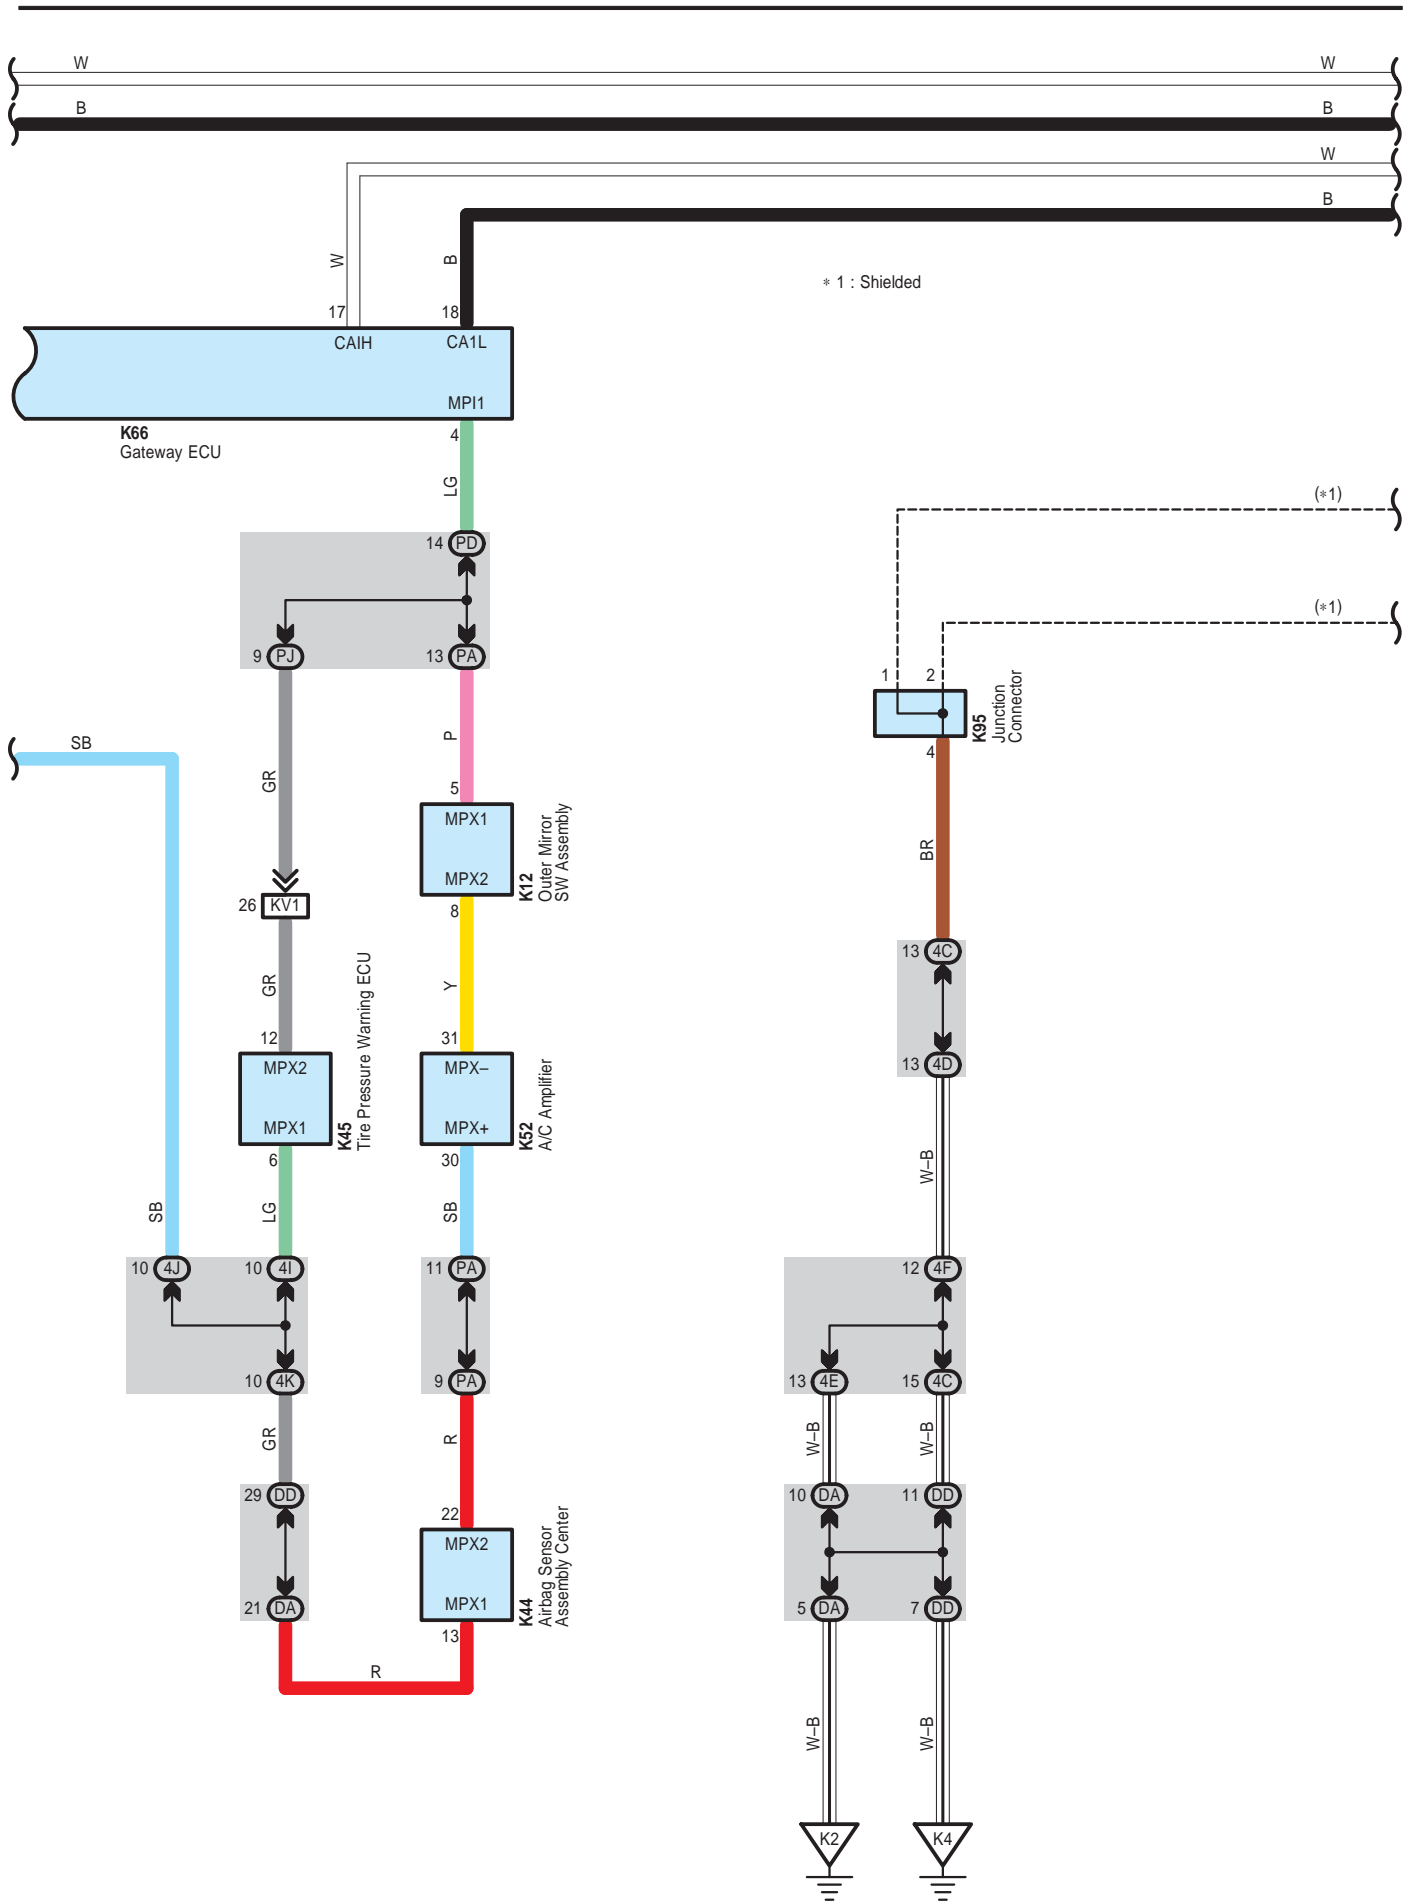 W W
B B
W
B
W B
* 1 : Shielded
17 18
CAIH CA1L
MPI1
K66
Gateway ECU
4
LG
(*1)
14 PD
(*1)
9 PJ 13 PA
1 2
K95
Junction
Connector
SB
P
4
GR
5
MPX1
MPX2
K12
Outer Mirror
SW Assembly
BR
26 KV1
8
13 4C
GR
Y
12 31
MPX2
MPX1
K45
Tire Pressure Warning ECU
MPX–
MPX+
K52
A/C Amplifier
13 4D
6 30
W–B
SB LG SB
10 4J 10 4I 11 PA 12 4F
10 4K 9 PA 13 4E 15 4C
GR R W–B W–B
29 DD 10 DA 11 DD
22
MPX2
MPX1
K44
Airbag Sensor
Assembly Center
21 DA 5 DA 7 DD
13
R
W–B W–B
K2 K4